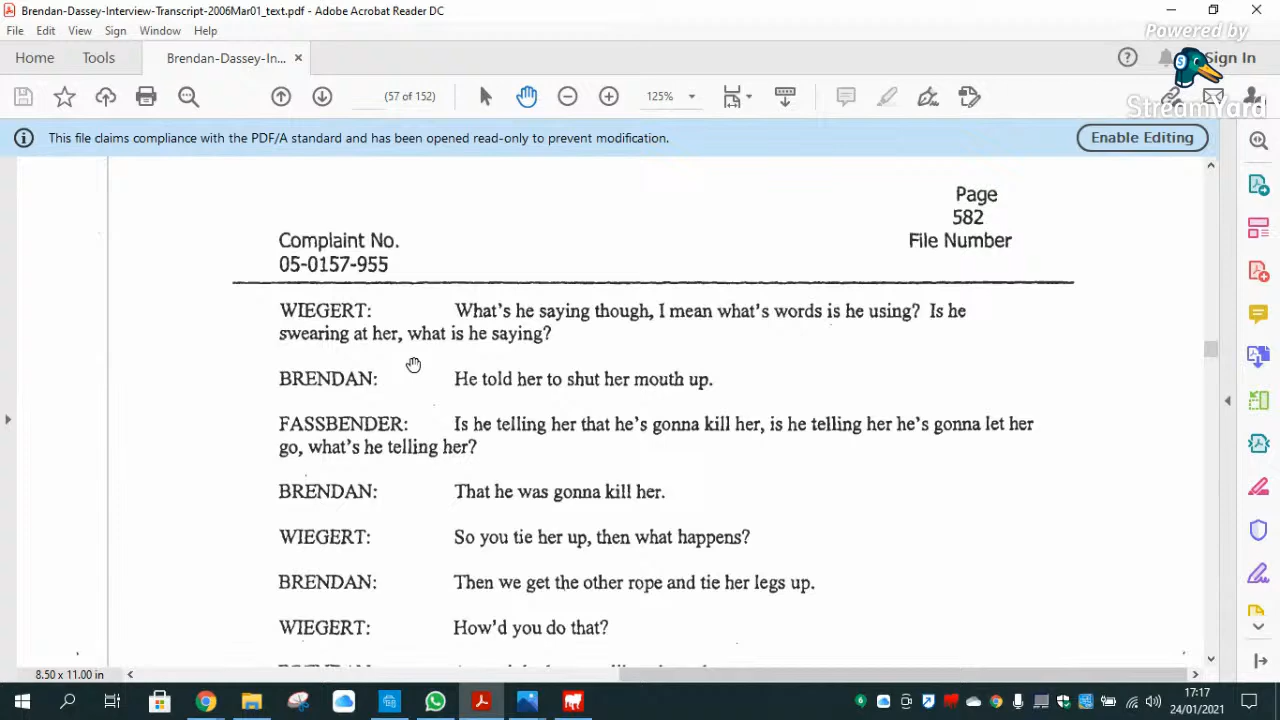 Brendan-Dassey-Interview-Transcript-2006Mar01_text.pdf - Adobe Acrobat Reader DC
File Edit View Sign Window Help
Powered by
StreamYard
Home Tools Brendan-Dassey-In... × Sign In
(57 of 152) 125%
This file claims compliance with the PDF/A standard and has been opened read-only to prevent modification. Enable Editing
Page
582
Complaint No. File Number
05-0157-955
WIEGERT: What's he saying though, I mean what's words is he using? Is he
swearing at her, what is he saying?
BRENDAN: He told her to shut her mouth up.
FASSBENDER: Is he telling her that he's gonna kill her, is he telling her he's gonna let her
go, what's he telling her?
BRENDAN: That he was gonna kill her.
WIEGERT: So you tie her up, then what happens?
BRENDAN: Then we get the other rope and tie her legs up.
WIEGERT: How'd you do that?
8.50 x 11.00 in
17:17
24/01/2021